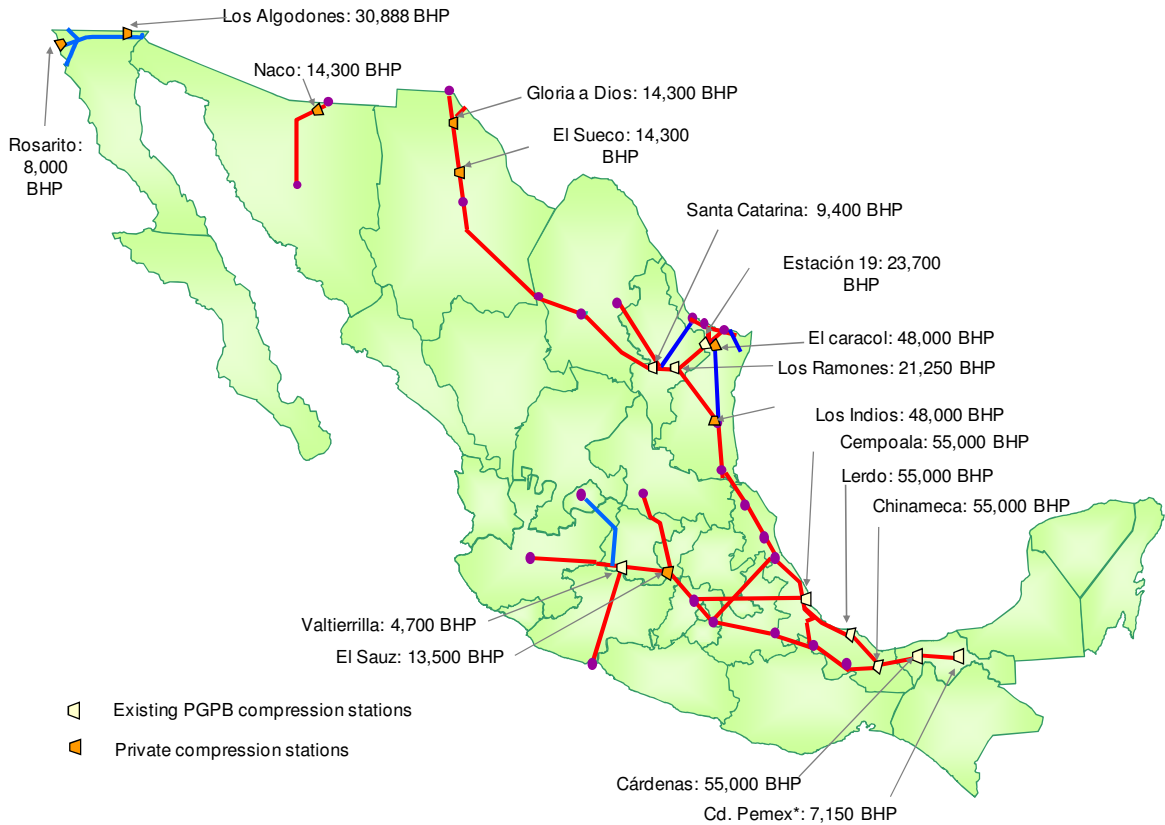 Los Algodones: 30,888 BHP
Naco: 14,300 BHP
Gloria a Dios: 14,300 BHP
El Sueco: 14,300
BHP
Rosarito:
8,000
BHP
Santa Catarina: 9,400 BHP
Estación 19: 23,700
BHP
El caracol: 48,000 BHP
Los Ramones: 21,250 BHP
Los Indios: 48,000 BHP
Cempoala: 55,000 BHP
Lerdo: 55,000 BHP
Chinameca: 55,000 BHP
Valtierrilla: 4,700 BHP
El Sauz: 13,500 BHP
Existing PGPB compression stations
Private compression stations
Cárdenas: 55,000 BHP
Cd. Pemex*: 7,150 BHP